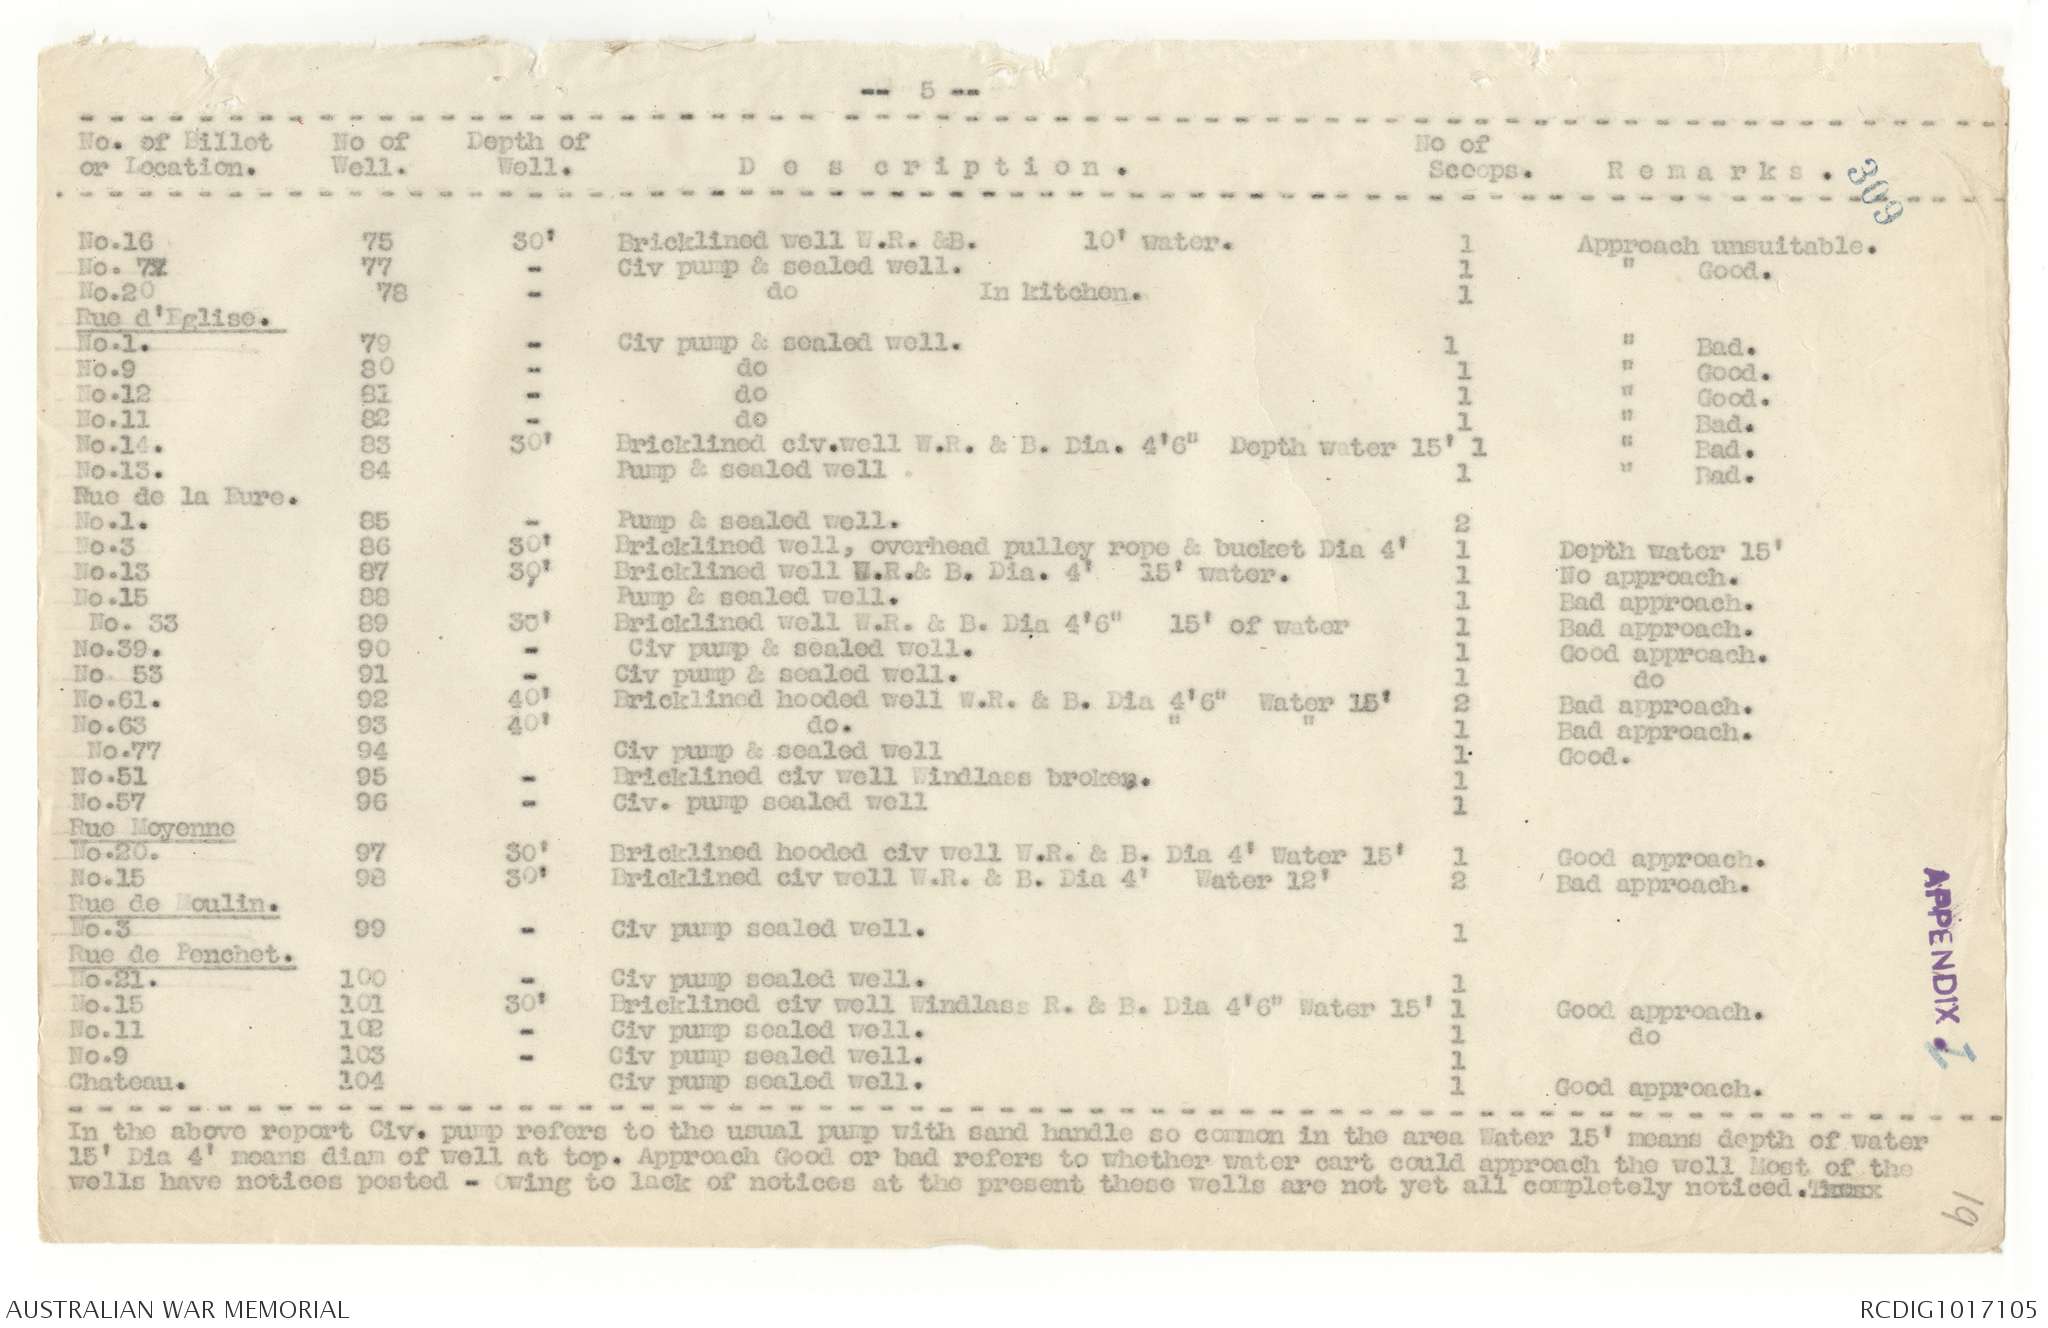 -- 5 --
No. of Billet No of Depth of No of
or Location. Well. Well. D e s c r i p t i o n . Scoops. R e m a r k s .
309
No.16 75 30' Bricklined well W.R. &B. 10' water. 1 Approach unsuitable.
No. 77 - Civ pump & sealed well. 1 " Good.
No.20 78 - do In kitchen. 1
Rue d'Eglise.
No.1. 79 - Civ pump & sealed well. 1 " Bad.
No.9 80 - do 1 " Good.
No.12 81 - do 1 " Good.
No.11 82 - do 1 " Bad.
No.14. 83 30' Bricklined civ.well W.R. & B. Dia. 4'6" Depth water 15' 1 " Bad.
No.13. 84 Pump & sealed well . 1 " Bad.
Rue de la Eure.
No.1. 85 - Pump & sealed well. 2
No.3 86 30' Bricklined well, overhead pulley rope & bucket Dia 4' 1 Depth water 15'
No.13 87 30' Bricklined well W.R.& B. Dia. 4' 15' water. 1 No approach.
No.15 88 Pump & sealed well. 1 Bad approach.
No. 33 89 30' Bricklined well W.R. & B. Dia 4'6" 15' of water 1 Bad approach.
No.39. 90 - Civ pump & sealed well. 1 Good approach.
No 53 91 - Civ pump & sealed well. 1 do
No.61. 92 40' Bricklined hooded well W.R. & B. Dia 4'6" Water 15' 2 Bad approach.
No.63 93 40' do. " " 1 Bad approach.
No.77 94 Civ pump & sealed well 1 Good.
No.51 95 - Bricklined civ well Windlass broken. 1
No.57 96 - Civ. pump sealed well 1
Rue Moyenne
No.20. 97 30' Bricklined hooded civ well W.R. & B. Dia 4' Water 15' 1 Good approach.
No.15 98 30' Bricklined civ well W.R. & B. Dia 4' Water 12' 2 Bad approach.
Rue de Moulin.
No.3 99 - Civ pump sealed well. 1
Rue de Penchet.
No.21. 100 - Civ pump sealed well. 1
No.15 101 30' Bricklined civ well Windlass R. & B. Dia 4'6" Water 15' 1 Good approach.
No.11 102 - Civ pump sealed well. 1 do
No.9 103 - Civ pump sealed well. 1
Chateau. 104 Civ pump sealed well. 1 Good approach.
In the above report Civ. pump refers to the usual pump with sand handle so common in the area Water 15' means depth of water
15' Dia 4' means diam of well at top. Approach Good or bad refers to whether water cart could approach the well Most of the
wells have notices posted - Owing to lack of notices at the present these wells are not yet all completely noticed.
APPENDIX. 1
19
AUSTRALIAN WAR MEMORIAL RCDIG1017105